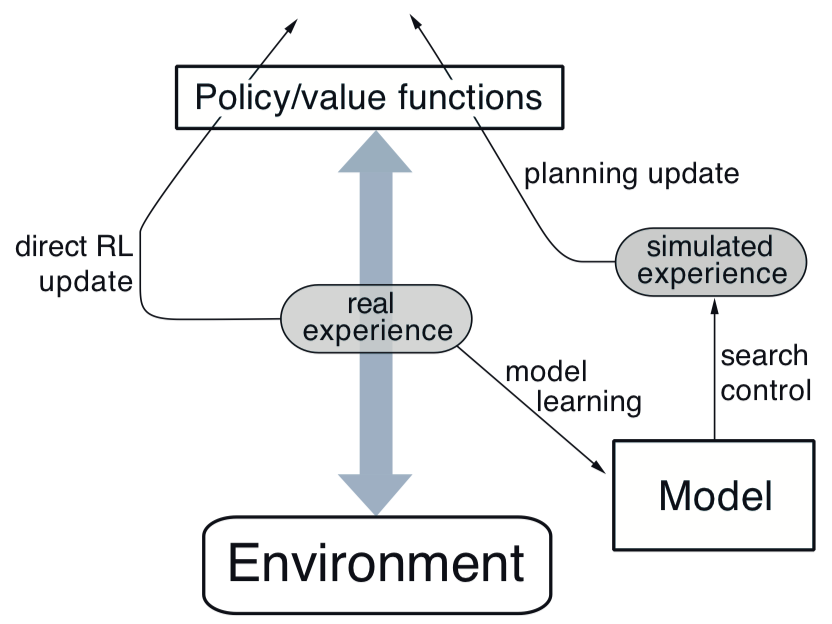 Policy/value functions
planning update
direct RL
update
simulated
experience
real
experience
model
learning
search
control
Model
Environment